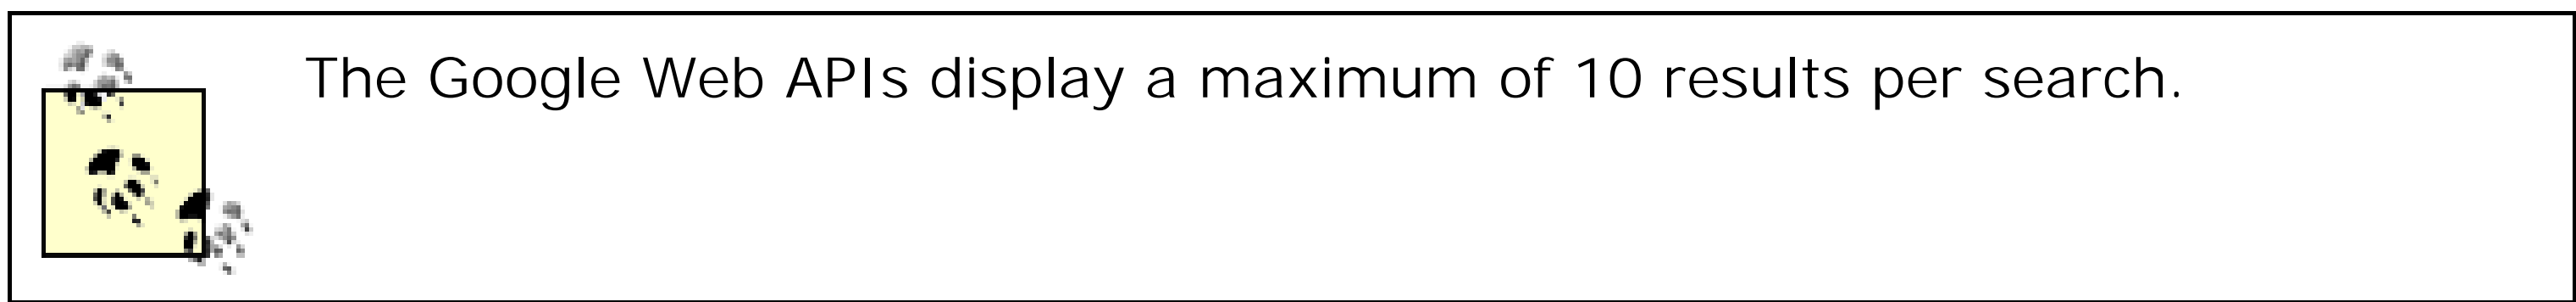 The Google Web APIs display a maximum of 10 results per search.